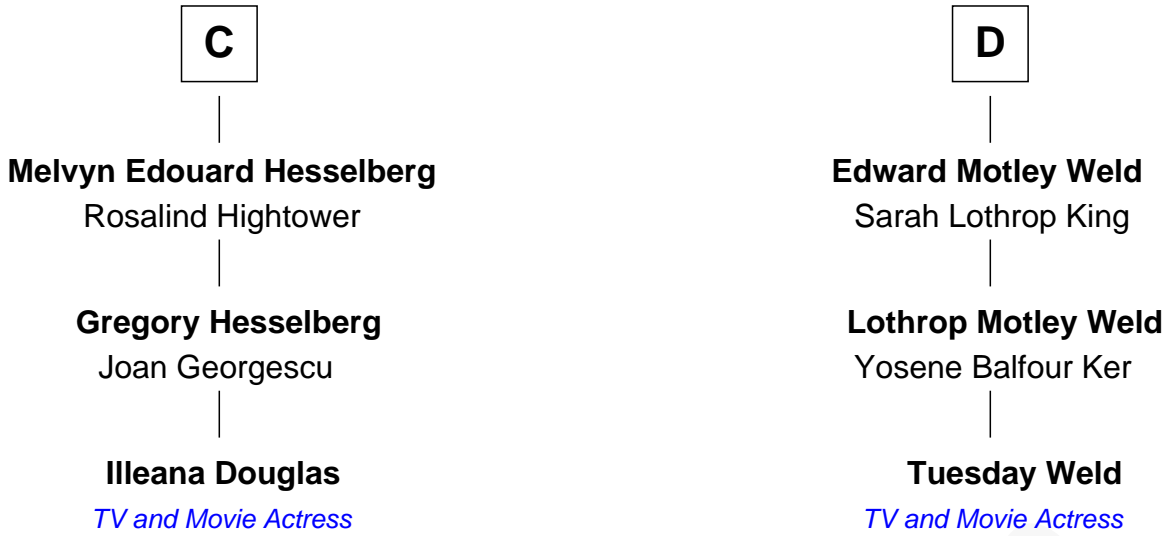 C
Melvyn Edouard Hesselberg
Rosalind Hightower
Gregory Hesselberg
Joan Georgescu
Illeana Douglas
TV and Movie Actress
D
Edward Motley Weld
Sarah Lothrop King
Lothrop Motley Weld
Yosene Balfour Ker
Tuesday Weld
TV and Movie Actress